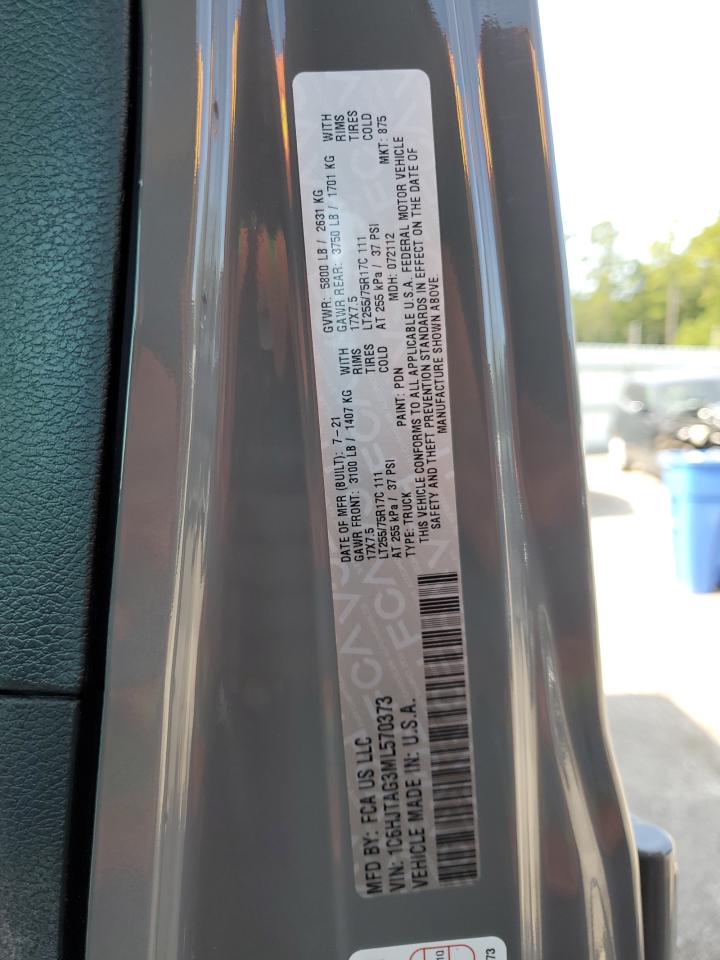 MFD BY: FCA US LLC
VIN: 1C6HJTAG3ML570373
VEHICLE MADE IN: U.S.A.
DATE OF MFR (BUILT): 7-21
GAWR FRONT: 3100 LB / 1407 KG WITH
17X7.5 RIMS
LT255/75R17C 111 TIRES
AT 255 kPa / 37 PSI COLD
TYPE: TRUCK PAINT: PDN
GVWR: 5800 LB / 2631 KG
GAWR REAR: 3750 LB / 1701 KG WITH
17X7.5 RIMS
LT255/75R17C 111 TIRES
AT 255 kPa / 37 PSI COLD
MDH: 072112 MKT: 875
THIS VEHICLE CONFORMS TO ALL APPLICABLE U.S.A. FEDERAL MOTOR VEHICLE
SAFETY AND THEFT PREVENTION STANDARDS IN EFFECT ON THE DATE OF
MANUFACTURE SHOWN ABOVE.
73